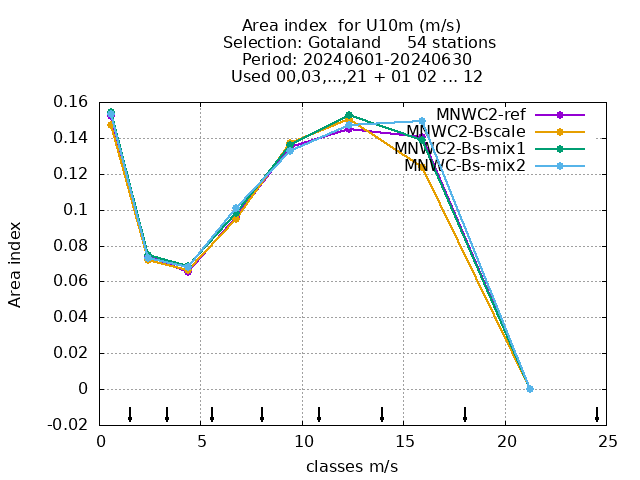 Area index  for U10m (m/s)
Selection: Gotaland     54 stations
Period: 20240601-20240630
Used 00,03,...,21 + 01 02 ... 12
0.16
0.14
0.12
0.1
0.08
0.06
0.04
0.02
0
-0.02
Area index
MNWC2-ref
MNWC2-Bscale
MNWC2-Bs-mix1
MNWC-Bs-mix2
0 5 10 15 20 25
classes m/s